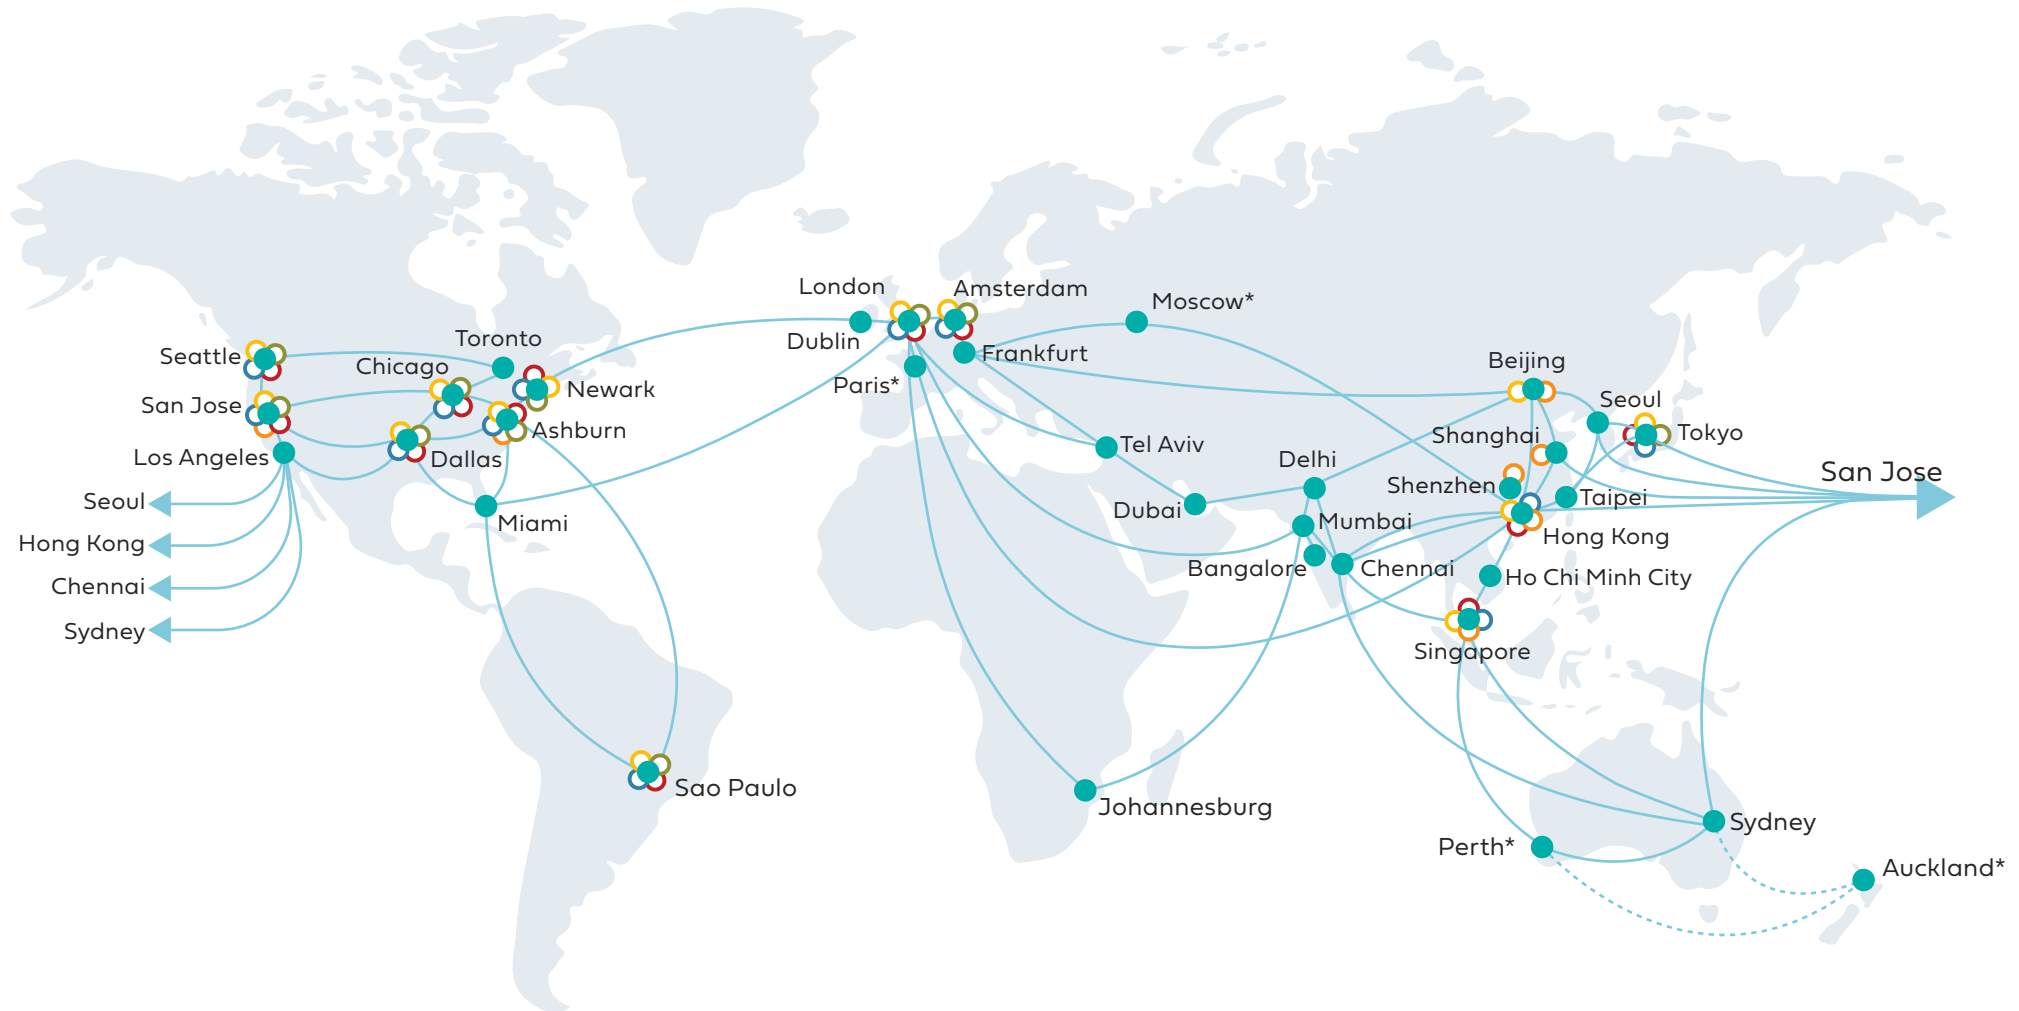 London
Amsterdam
Moscow*
Toronto
Dublin
Seattle
Chicago
Frankfurt
Beijing
Paris*
Newark
San Jose
Seoul
Ashburn
Shanghai
Tokyo
Tel Aviv
Los Angeles
Dallas
Delhi
San Jose
Shenzhen
Taipei
Seoul
Dubai
Miami
Mumbai
Hong Kong
Hong Kong
Bangalore
Chennai
Ho Chi Minh City
Chennai
Sydney
Singapore
Sao Paulo
Johannesburg
Sydney
Perth*
Auckland*